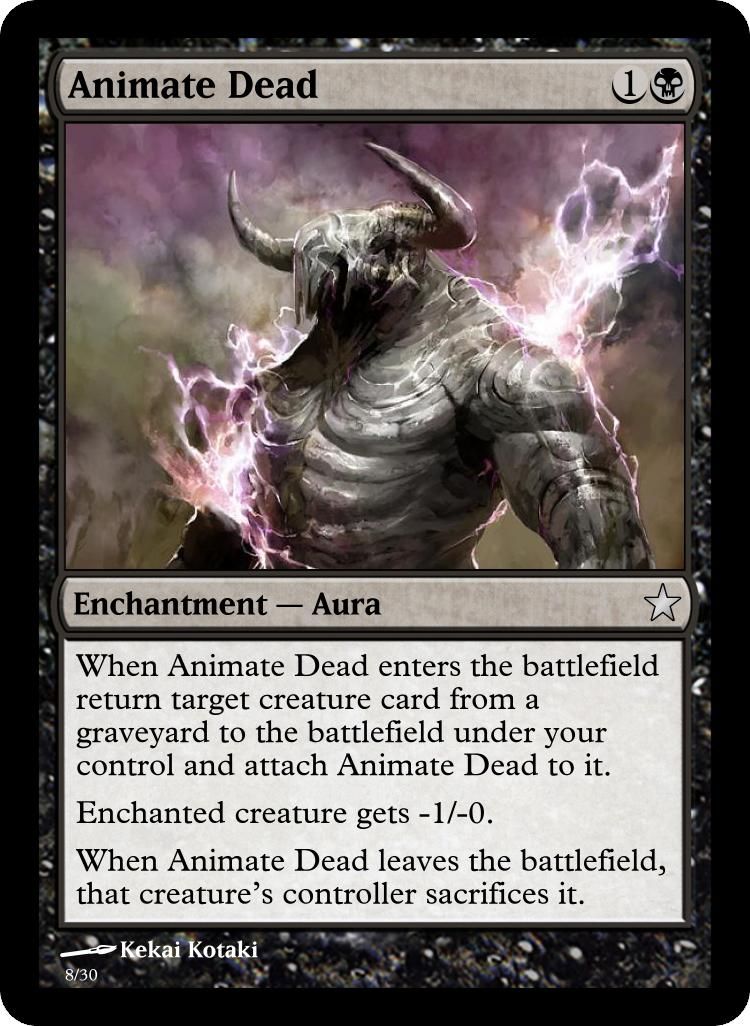 Animate Dead 1
Enchantment — Aura
When Animate Dead enters the battlefield
return target creature card from a
graveyard to the battlefield under your
control and attach Animate Dead to it.
Enchanted creature gets -1/-0.
When Animate Dead leaves the battlefield,
that creature's controller sacrifices it.
Kekai Kotaki
8/30